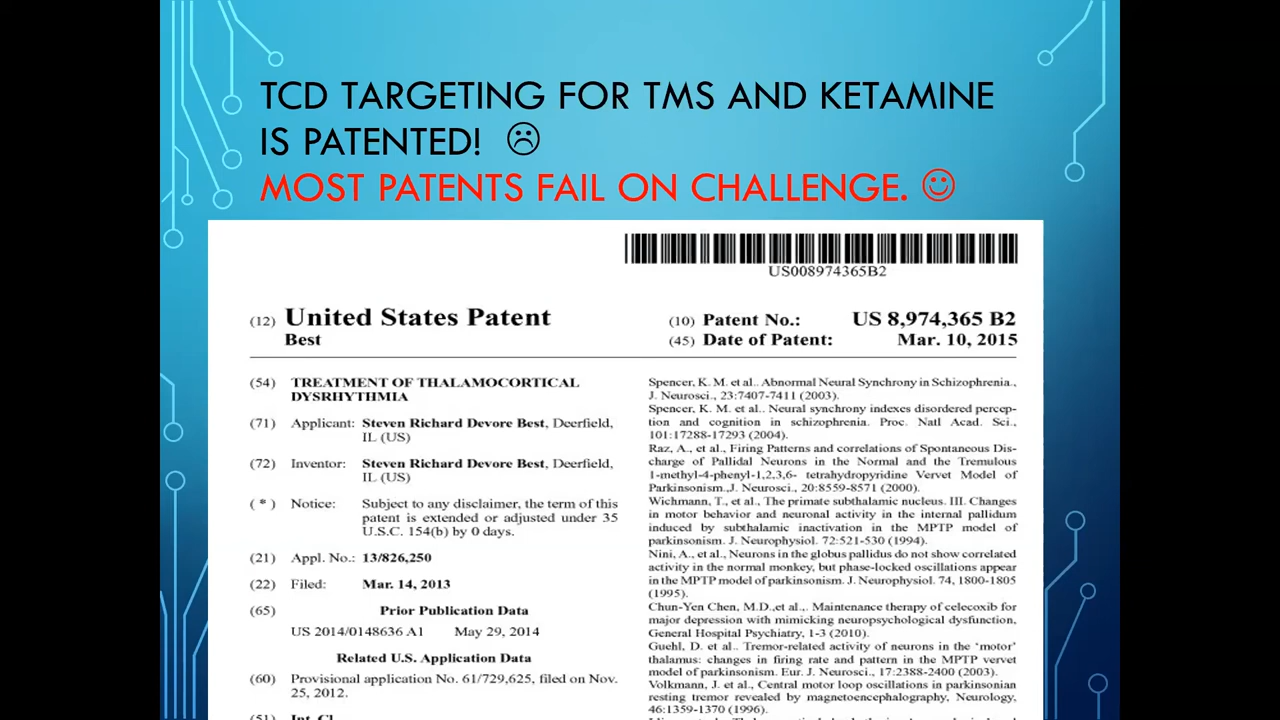 TCD TARGETING FOR TMS AND KETAMINE
IS PATENTED! ☹
MOST PATENTS FAIL ON CHALLENGE. ☺
US008974365B2
(12) United States Patent
Best
(10) Patent No.: US 8,974,365 B2
(45) Date of Patent: Mar. 10, 2015
(54) TREATMENT OF THALAMOCORTICAL
DYSRHYTHMIA
(71) Applicant: Steven Richard Devore Best, Deerfield,
IL (US)
(72) Inventor: Steven Richard Devore Best, Deerfield,
IL (US)
( * ) Notice: Subject to any disclaimer, the term of this
patent is extended or adjusted under 35
U.S.C. 154(b) by 0 days.
(21) Appl. No.: 13/826,250
(22) Filed: Mar. 14, 2013
(65) Prior Publication Data
US 2014/0148636 A1 May 29, 2014
Related U.S. Application Data
(60) Provisional application No. 61/729,625, filed on Nov.
25, 2012.
(51) Int. Cl.
Spencer, K. M. et al.. Abnormal Neural Synchrony in Schizophrenia.,
J. Neurosci., 23:7407-7411 (2003).
Spencer, K. M. et al.. Neural synchrony indexes disordered percep-
tion and cognition in schizophrenia. Proc. Natl Acad. Sci.,
101:17288-17293 (2004).
Raz, A., et al., Firing Patterns and correlations of Spontaneous Dis-
charge of Pallidal Neurons in the Normal and the Tremulous
1-methyl-4-phenyl-1,2,3,6- tetrahydropyridine Vervet Model of
Parkinsonism.,J. Neurosci., 20:8559-8571 (2000).
Wichmann, T., et al., The primate subthalamic nucleus. III. Changes
in motor behavior and neuronal activity in the internal pallidum
induced by subthalamic inactivation in the MPTP model of
parkinsonism. J. Neurophysiol. 72:521-530 (1994).
Nini, A., et al., Neurons in the globus pallidus do not show correlated
activity in the normal monkey, but phase-locked oscillations appear
in the MPTP model of parkinsonism. J. Neurophysiol. 74, 1800-1805
(1995).
Chun-Yen Chen, M.D.,et al.,. Maintenance therapy of celecoxib for
major depression with mimicking neuropsychological dysfunction,
General Hospital Psychiatry, 1-3 (2010).
Guehl, D. et al.. Tremor-related activity of neurons in the 'motor'
thalamus: changes in firing rate and pattern in the MPTP vervet
model of parkinsonism. Eur. J. Neurosci., 17:2388-2400 (2003).
Volkmann, J. et al., Central motor loop oscillations in parkinsonian
resting tremor revealed by magnetoencephalography, Neurology,
46:1359-1370 (1996).